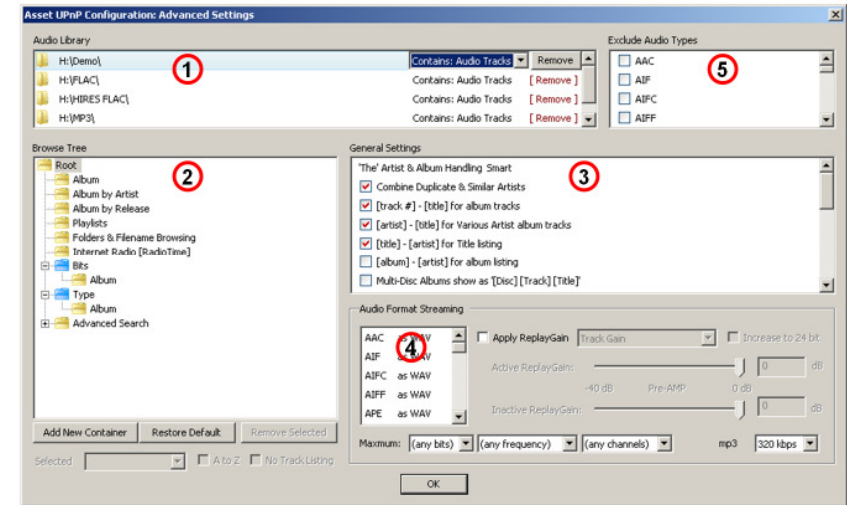 Asset UPnP Configuration: Advanced Settings
Audio Library
1
H:\Demo\ Contains: Audio Tracks Remove
H:\FLAC\ Contains: Audio Tracks [ Remove ]
H:\HIRES FLAC\ Contains: Audio Tracks [ Remove ]
H:\MP3\ Contains: Audio Tracks [ Remove ]
Exclude Audio Types
5
AAC
AIF
AIFC
AIFF
Browse Tree
2
Root
Album
Album by Artist
Album by Release
Playlists
Folders & Filename Browsing
Internet Radio [RadioTime]
Bits
Album
Type
Album
Advanced Search
Add New Container Restore Default Remove Selected
Selected A to Z No Track Listing
General Settings
3
'The' Artist & Album Handling Smart
Combine Duplicate & Similar Artists
[track #] - [title] for album tracks
[artist] - [title] for Various Artist album tracks
[title] - [artist] for Title listing
[album] - [artist] for album listing
Multi-Disc Albums show as '[Disc] [Track] [Title]'
Audio Format Streaming
4
AAC as WAV
AIF as WAV
AIFC as WAV
AIFF as WAV
APE as WAV
Apply ReplayGain Track Gain Increase to 24 bit
Active ReplayGain: 0 dB
-40 dB Pre-AMP 0 dB
Inactive ReplayGain: 0 dB
Maxmum: (any bits) (any frequency) (any channels) mp3 320 kbps
OK